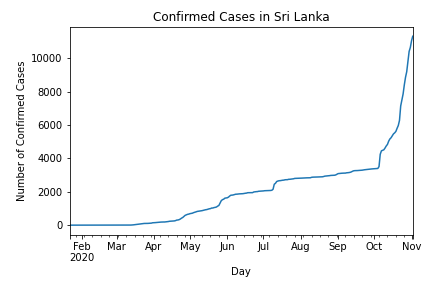 Confirmed Cases in Sri Lanka
Number of Confirmed Cases
10000
8000
6000
4000
2000
0
Feb Mar Apr May Jun Jul Aug Sep Oct Nov
2020
Day